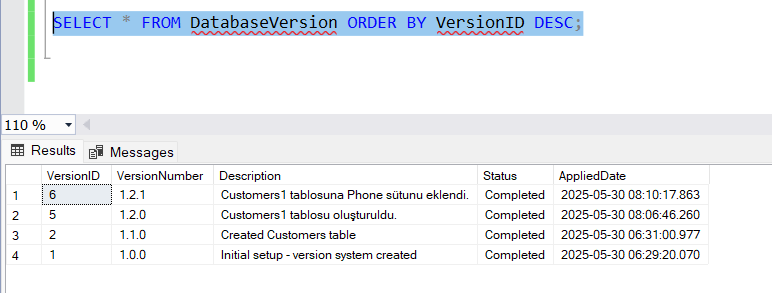 SELECT * FROM DatabaseVersion ORDER BY VersionID DESC;
110 %
Results Messages
VersionID VersionNumber Description Status AppliedDate
1 6 1.2.1 Customers1 tablosuna Phone sütunu eklendi. Completed 2025-05-30 08:10:17.863
2 5 1.2.0 Customers1 tablosu oluşturuldu. Completed 2025-05-30 08:06:46.260
3 2 1.1.0 Created Customers table Completed 2025-05-30 06:31:00.977
4 1 1.0.0 Initial setup - version system created Completed 2025-05-30 06:29:20.070